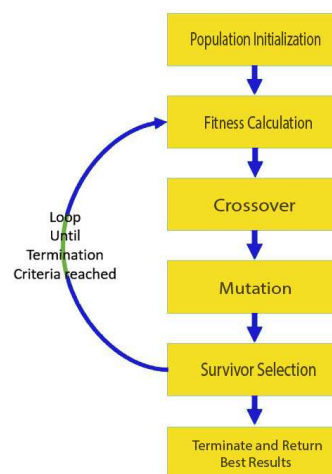 Population Initialization
Fitness Calculation
Crossover
Loop
Until
Termination
Criteria reached
Mutation
Survivor Selection
Terminate and Return
Best Results